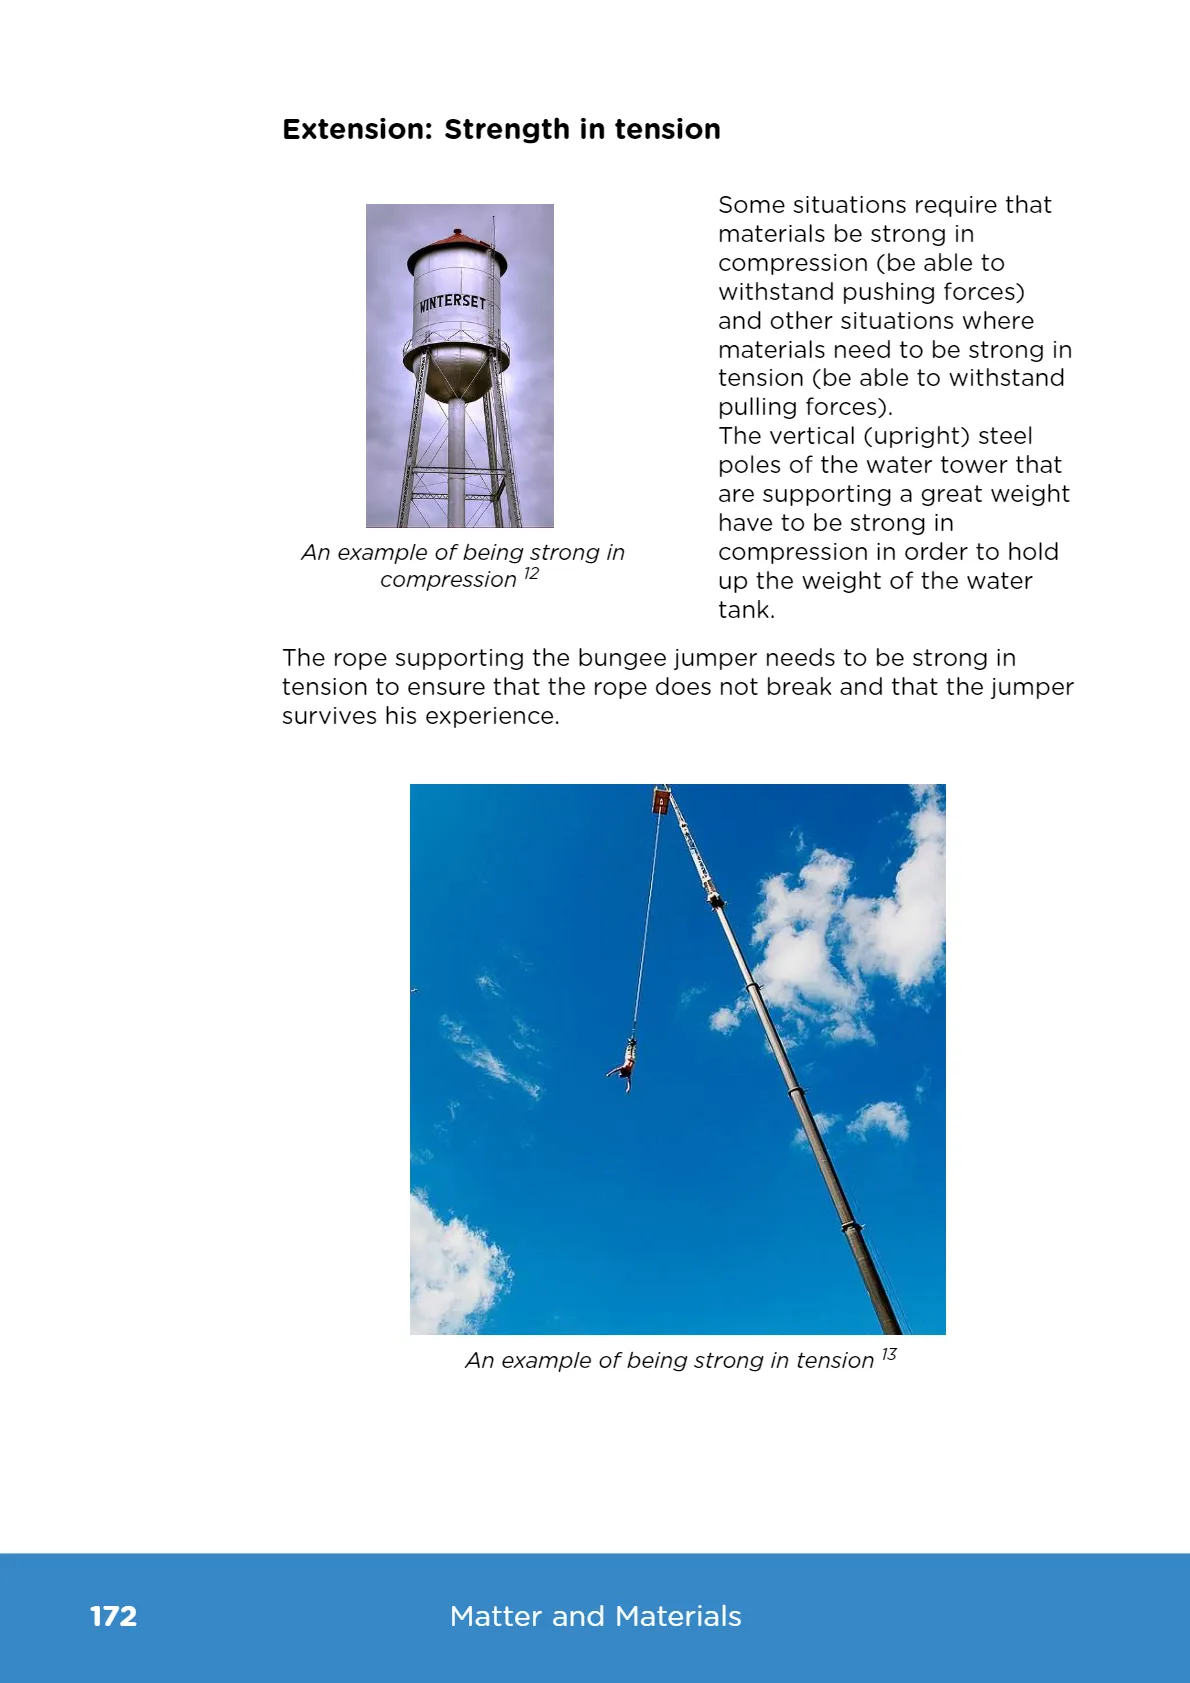 Extension: Strength in tension
WINTERSET
An example of being strong in
compression 12
Some situations require that
materials be strong in
compression (be able to
withstand pushing forces)
and other situations where
materials need to be strong in
tension (be able to withstand
pulling forces).
The vertical (upright) steel
poles of the water tower that
are supporting a great weight
have to be strong in
compression in order to hold
up the weight of the water
tank.
The rope supporting the bungee jumper needs to be strong in
tension to ensure that the rope does not break and that the jumper
survives his experience.
An example of being strong in tension 13
172
Matter and Materials